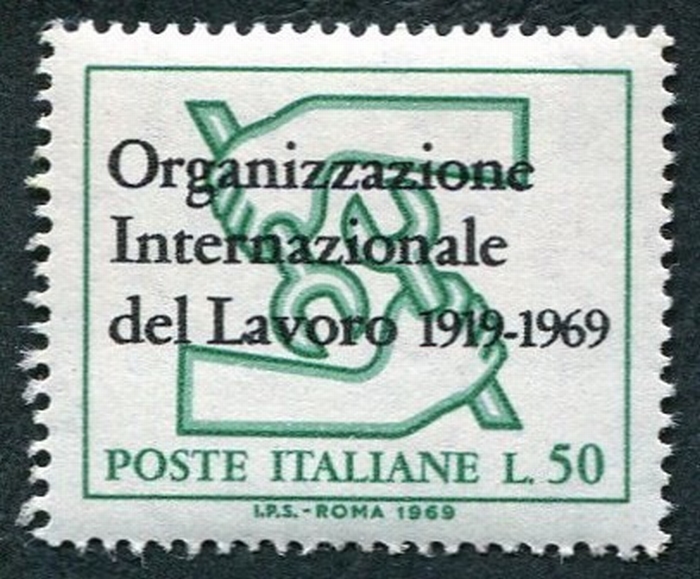 Organizzazione
Internazionale
del Lavoro 1919-1969
POSTE ITALIANE L. 50
I.P.S. - ROMA 1969